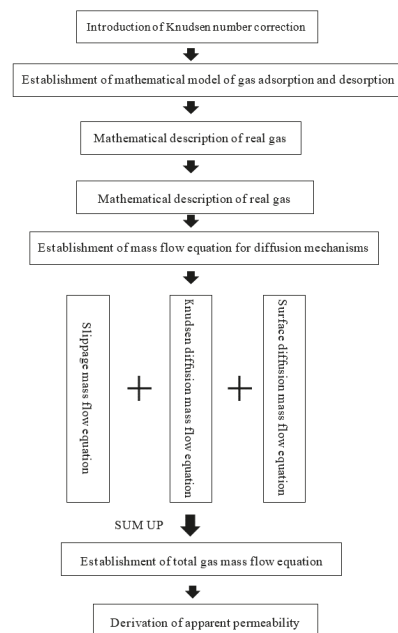 Introduction of Knudsen number correction
Establishment of mathematical model of gas adsorption and desorption
Mathematical description of real gas
Mathematical description of real gas
Establishment of mass flow equation for diffusion mechanisms
Slippage mass flow equation
+
Knudsen diffusion mass flow equation
+
Surface diffusion mass flow equation
SUM UP
Establishment of total gas mass flow equation
Derivation of apparent permeability